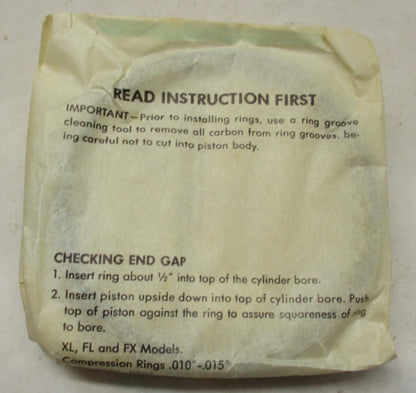 READ INSTRUCTION FIRST
IMPORTANT—Prior to installing rings, use a ring groove
cleaning tool to remove all carbon from ring grooves, be-
ing careful not to cut into piston body.
CHECKING END GAP
1. Insert ring about ½" into top of the cylinder bore.
2. Insert piston upside down into top of cylinder bore. Push
top of piston against the ring to assure squareness of ring
to bore.
XL, FL and FX Models.
Compression Rings .010"-.015"